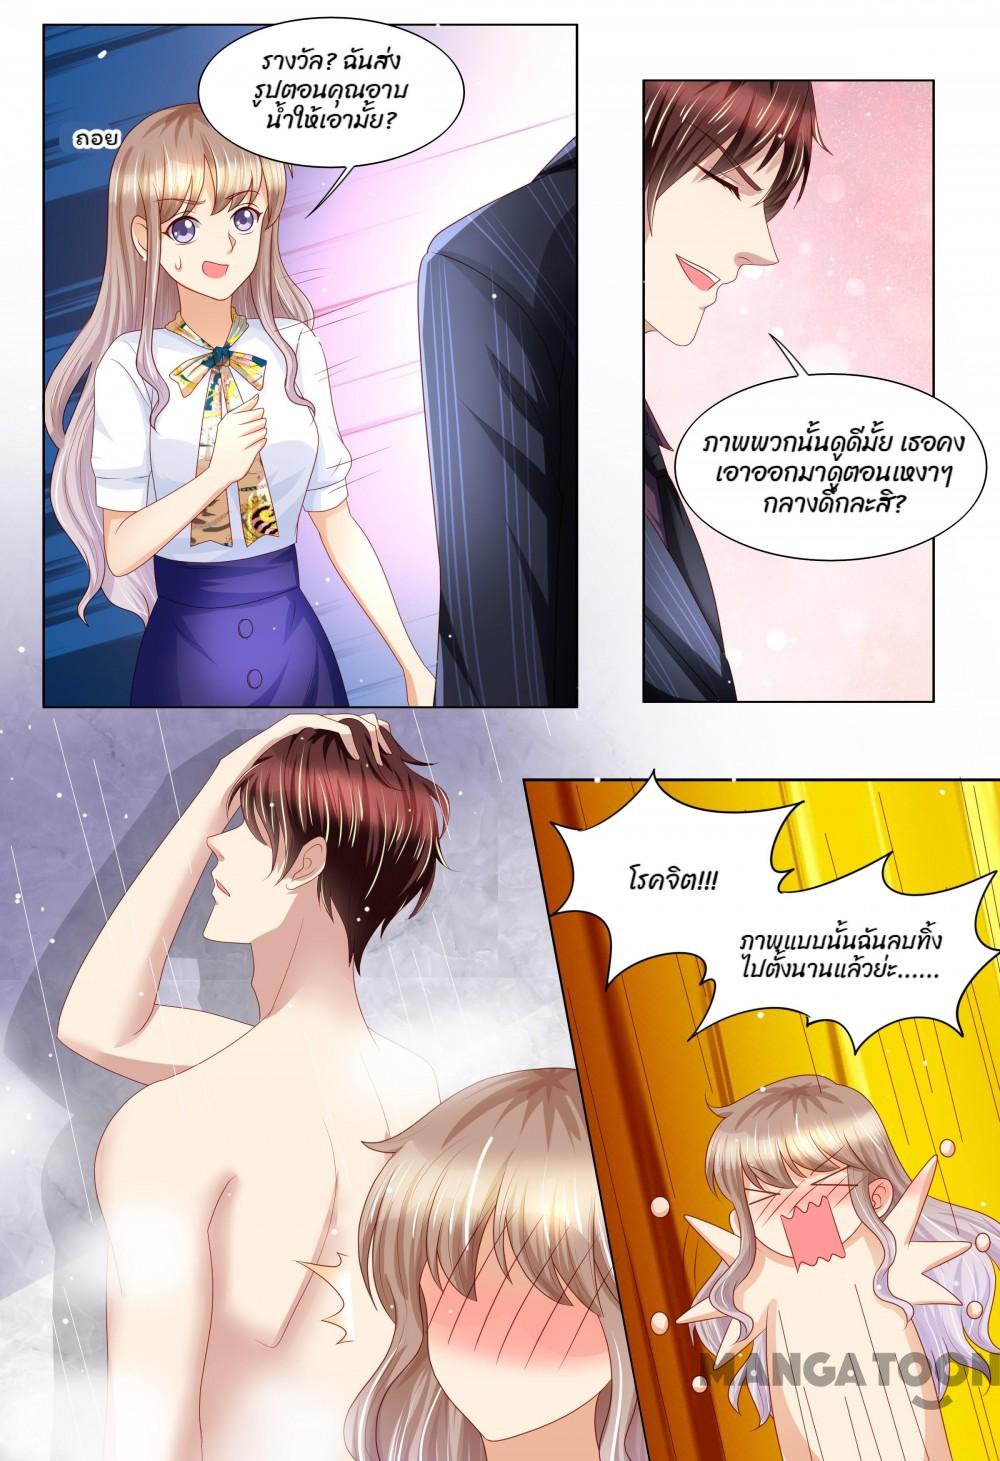 รางวัล? ฉันส่ง
รูปตอนคุณอาบ
น้ำให้เอามั้ย?
ถอย
ภาพพวกนั้นดูดีมั้ย เธอคง
เอาออกมาดูตอนเหงาๆ
กลางดึกละสิ?
โรคจิต!!!
ภาพแบบนั้นฉันลบทิ้ง
ไปตั้งนานแล้วย่ะ......
MANGATOON